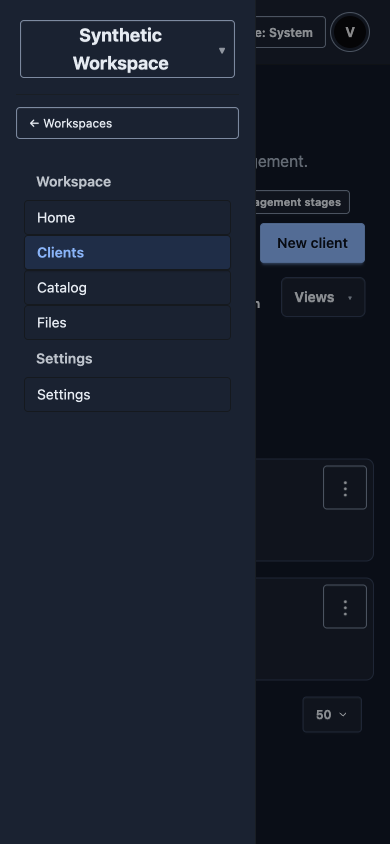 Synthetic
Workspace
e: System
V
← Workspaces
gement.
Workspace
agement stages
Home
New client
Clients
Catalog
n
Views
Files
Settings
Settings
50